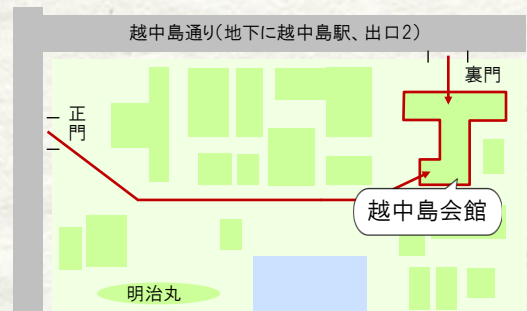 越中島通り(地下に越中島駅、出口2)
裏門
正門
越中島会館
明治丸